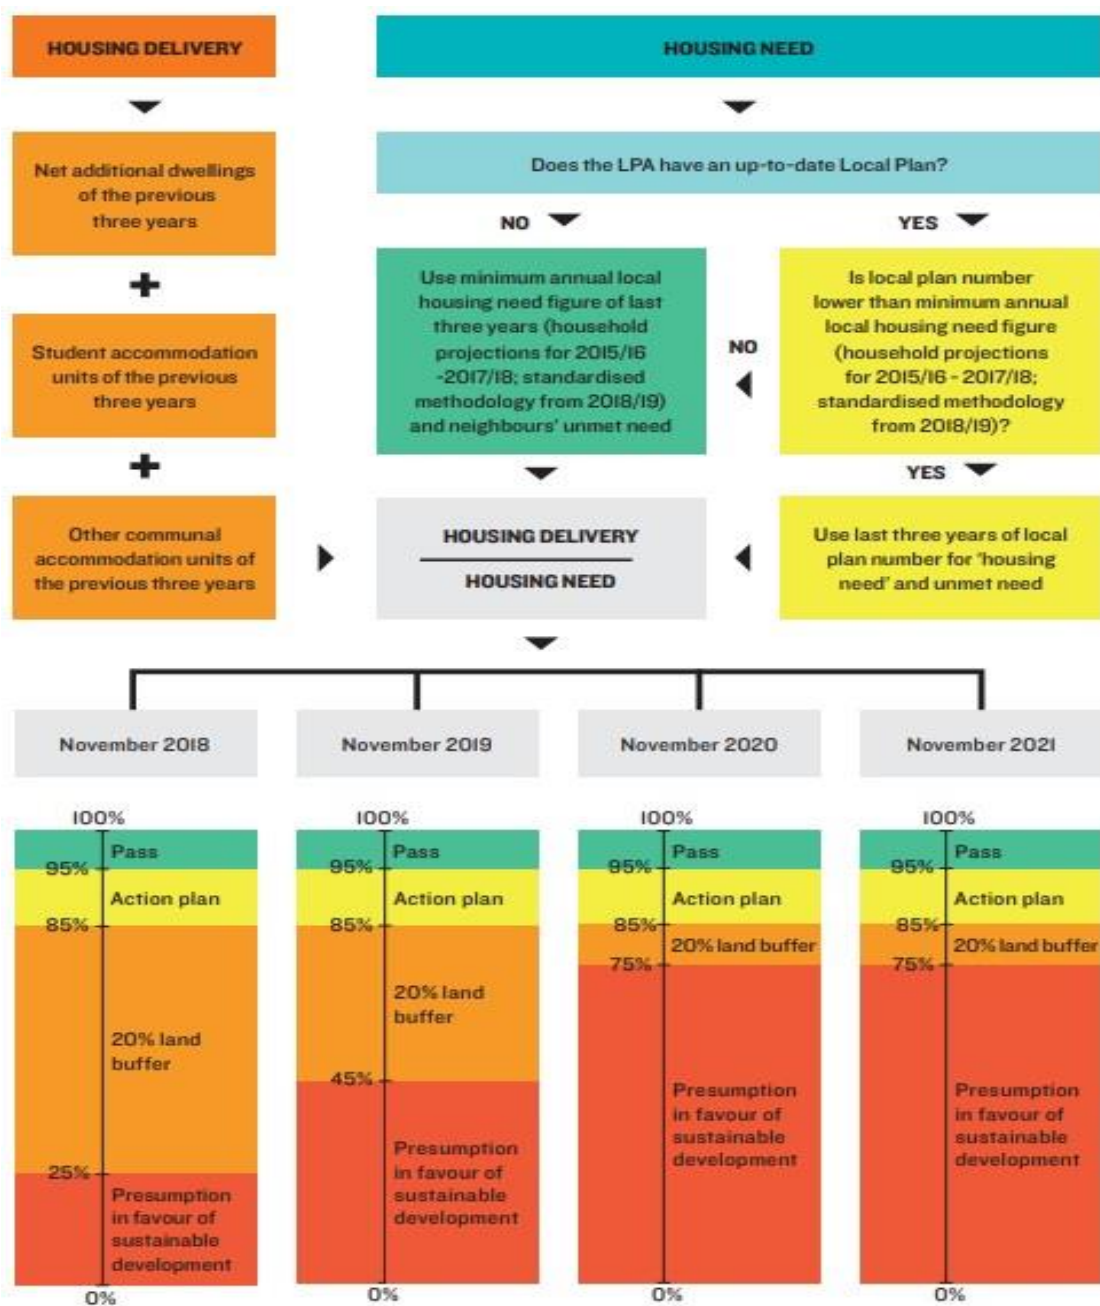 HOUSING DELIVERY
HOUSING NEED
Net additional dwellings
of the previous
three years
Does the LPA have an up-to-date Local Plan?
NO
YES
Student accommodation
units of the previous
three years
Use minimum annual local
housing need figure of last
three years (household
projections for 2015/16
-2017/18; standardised
methodology from 2018/19)
and neighbours' unmet need
NO
Is local plan number
lower than minimum annual
local housing need figure
(household projections
for 2015/16 - 2017/18;
standardised methodology
from 2018/19)?
YES
Other communal
accommodation units of
the previous three years
HOUSING DELIVERY
HOUSING NEED
Use last three years of local
plan number for 'housing
need' and unmet need
November 2018
November 2019
November 2020
November 2021
100%
Pass
95%
Action plan
85%
20% land
buffer
25%
Presumption
in favour of
sustainable
development
0%
100%
Pass
95%
Action plan
85%
20% land
buffer
45%
Presumption
in favour of
sustainable
development
0%
100%
Pass
95%
Action plan
85%
20% land buffer
75%
Presumption
in favour of
sustainable
development
0%
100%
Pass
95%
Action plan
85%
20% land buffer
75%
Presumption
in favour of
sustainable
development
0%